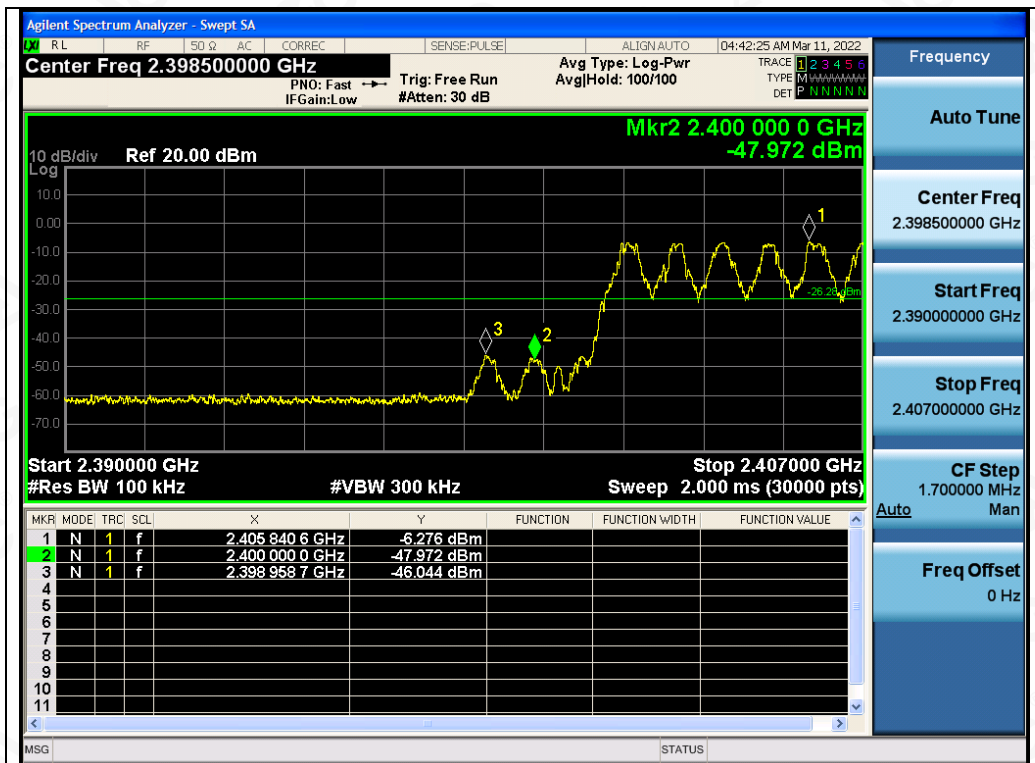 Agilent Spectrum Analyzer - Swept SA
LXI RL RF 50 Ω AC CORREC SENSE:PULSE ALIGN AUTO 04:42:25 AM Mar 11, 2022
Center Freq 2.398500000 GHz
PNO: Fast
IFGain:Low
Trig: Free Run
#Atten: 30 dB
Avg Type: Log-Pwr
Avg|Hold: 100/100
TRACE 1 2 3 4 5 6
TYPE M
DET P N N N N N
Mkr2 2.400 000 0 GHz
-47.972 dBm
10 dB/div Ref 20.00 dBm
Log
10.0
0.00
-10.0
-20.0
-30.0
-40.0
-50.0
-60.0
-70.0
1
-26.28 dBm
3
2
Start 2.390000 GHz Stop 2.407000 GHz
#Res BW 100 kHz #VBW 300 kHz Sweep 2.000 ms (30000 pts)
MKR MODE TRC SCL X Y FUNCTION FUNCTION WIDTH FUNCTION VALUE
1 N 1 f 2.405 840 6 GHz -6.276 dBm
2 N 1 f 2.400 000 0 GHz -47.972 dBm
3 N 1 f 2.398 958 7 GHz -46.044 dBm
4
5
6
7
8
9
10
11
MSG STATUS
Frequency
Auto Tune
Center Freq
2.398500000 GHz
Start Freq
2.390000000 GHz
Stop Freq
2.407000000 GHz
CF Step
1.700000 MHz
Auto Man
Freq Offset
0 Hz